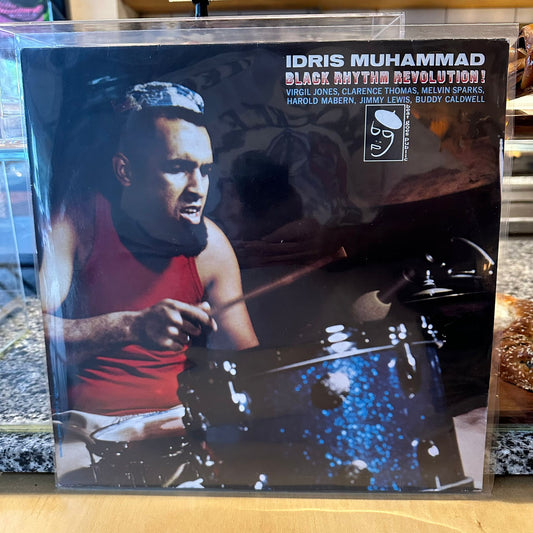 IDRIS MUHAMMAD
BLACK RHYTHM REVOLUTION!
VIRGIL JONES, CLARENCE THOMAS, MELVIN SPARKS,
HAROLD MABERN, JIMMY LEWIS, BUDDY CALDWELL